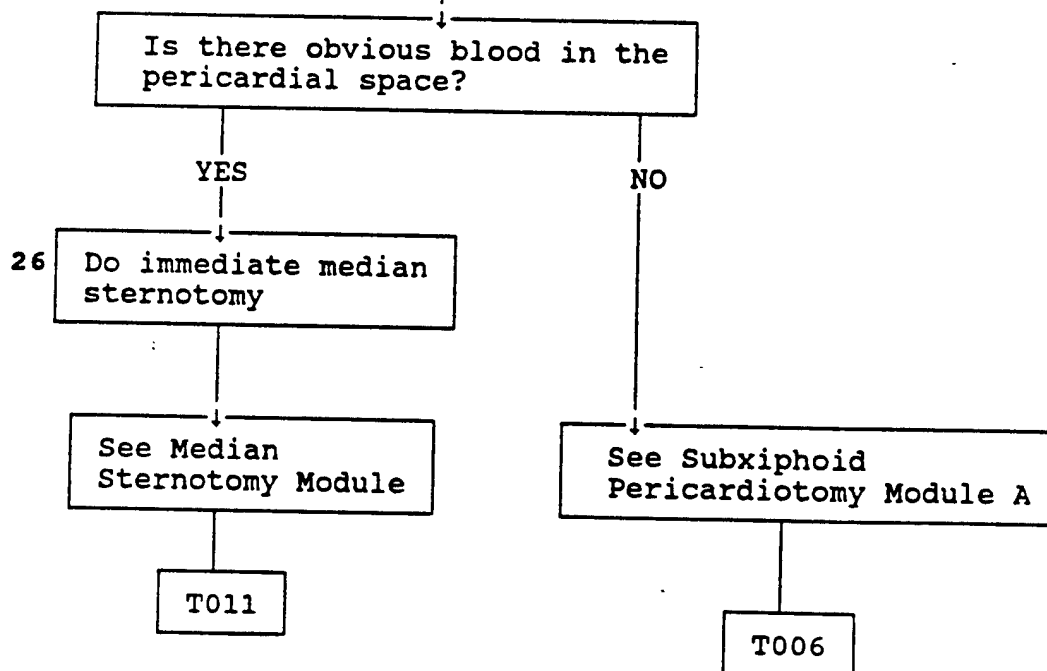 Is there obvious blood in the
pericardial space?
YES
NO
26
Do immediate median
sternotomy
See Median
Sternotomy Module
See Subxiphoid
Pericardiotomy Module A
T011
T006